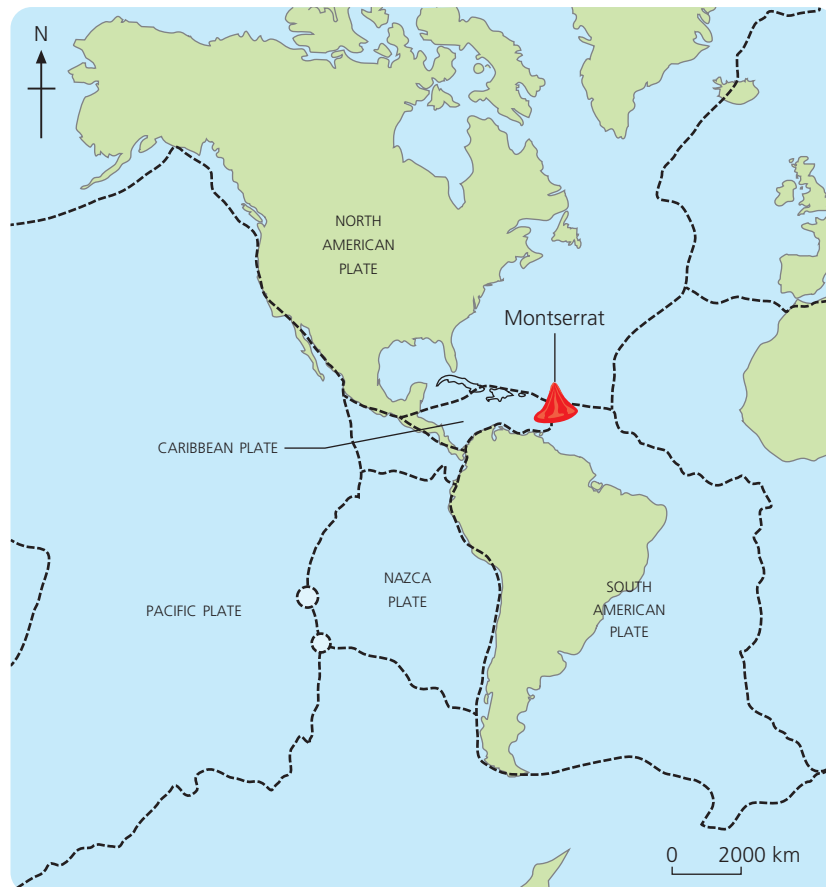 N
NORTH
AMERICAN
PLATE
Montserrat
CARIBBEAN PLATE
NAZCA
PLATE
PACIFIC PLATE
SOUTH
AMERICAN
PLATE
0 2000 km